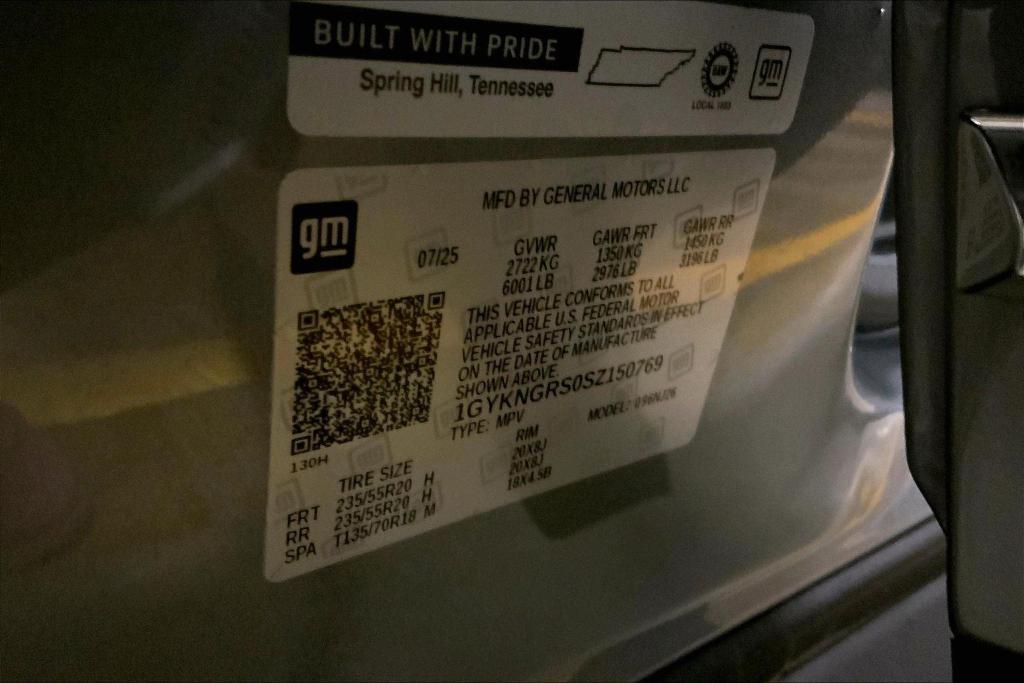 BUILT WITH PRIDE
Spring Hill, Tennessee
UAW
LOCAL 1853
gm
MFD BY GENERAL MOTORS LLC
gm
07/25
GVWR GAWR FRT GAWR RR
2722 KG 1350 KG 1450 KG
6001 LB 2976 LB 3196 LB
THIS VEHICLE CONFORMS TO ALL
APPLICABLE U.S. FEDERAL MOTOR
VEHICLE SAFETY STANDARDS IN EFFECT
ON THE DATE OF MANUFACTURE
SHOWN ABOVE.
1GYKNGRS0SZ150769
TYPE: MPV MODEL:
130H
TIRE SIZE RIM
FRT 235/55R20 H 20X8J
RR 235/55R20 H 20X8J
SPA T135/70R18 M 18X4.5B